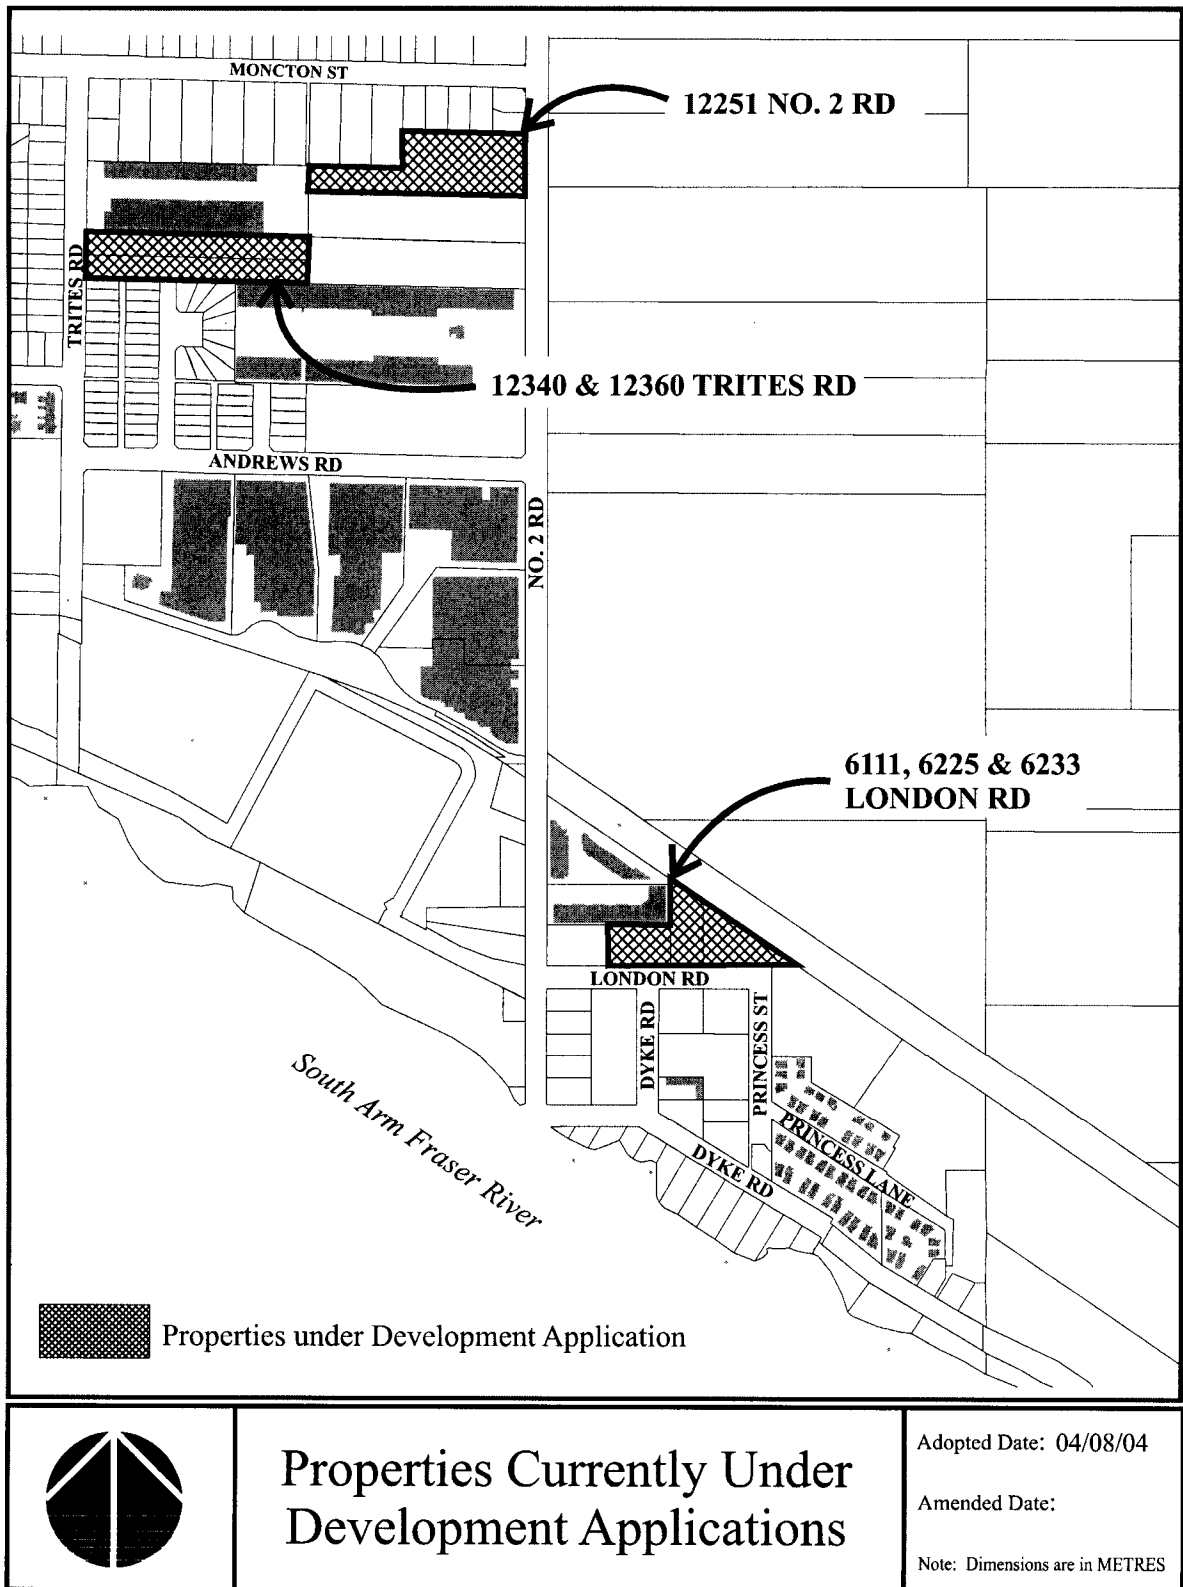 MONCTON ST
12251 NO. 2 RD
TRITES RD
12340 & 12360 TRITES RD
ANDREWS RD
NO. 2 RD
6111, 6225 & 6233
LONDON RD
LONDON RD
DYKE RD
PRINCESS ST
PRINCESS LANE
DYKE RD
South Arm Fraser River
Properties under Development Application
Properties Currently Under
Development Applications
Adopted Date: 04/08/04
Amended Date:
Note: Dimensions are in METRES